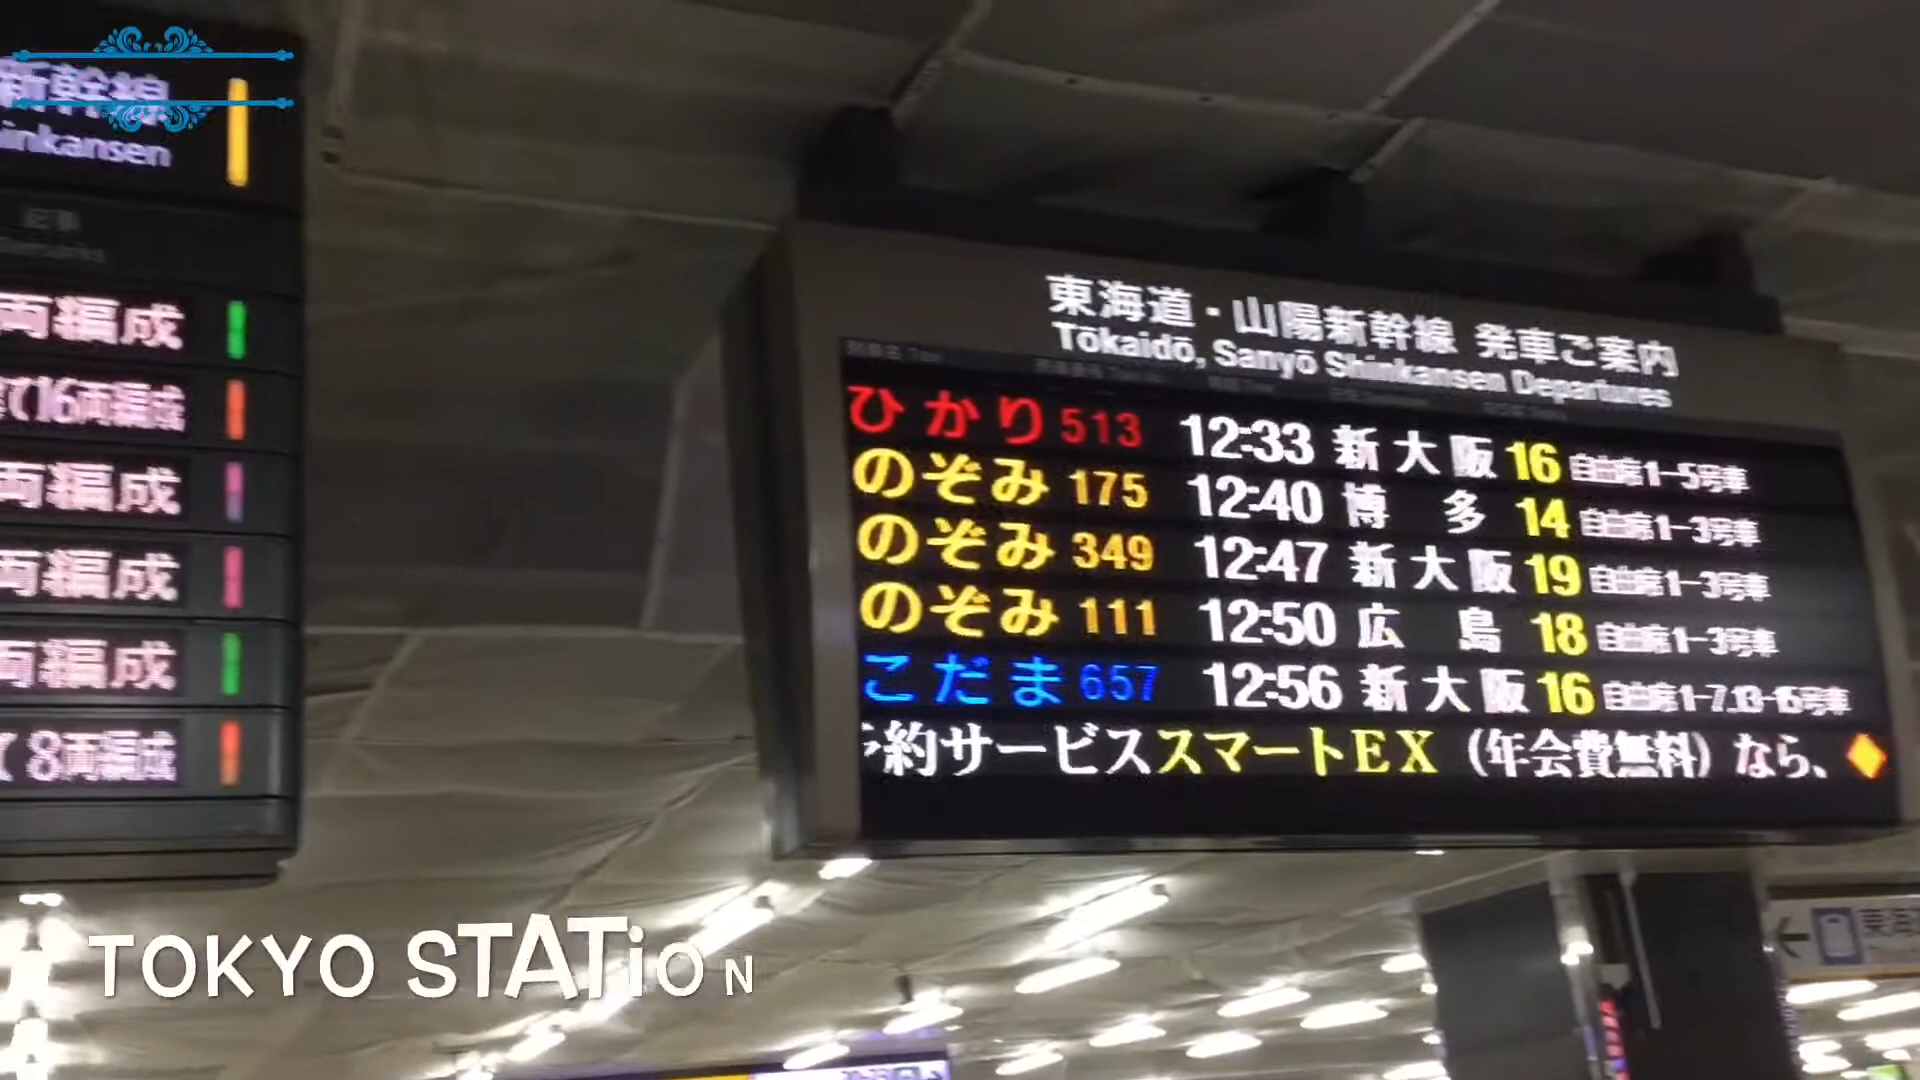 新幹線
inkansen
記事
両編成
て16両編成
両編成
両編成
両編成
て 8両編成
東海道・山陽新幹線 発車ご案内
Tōkaidō, Sanyō Shinkansen Departures
ひかり 513 12:33 新大阪 16 自由席1-5号車
のぞみ 175 12:40 博多 14 自由席1-3号車
のぞみ 349 12:47 新大阪 19 自由席1-3号車
のぞみ 111 12:50 広島 18 自由席1-3号車
こだま 657 12:56 新大阪 16 自由席1-7.13-15号車
約サービススマートEX（年会費無料）なら、
東海
TOKYO STATiON